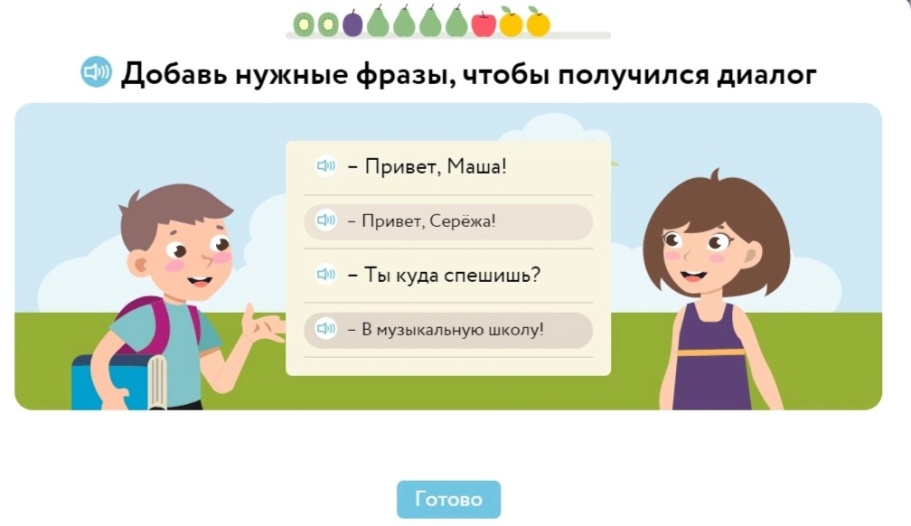 Добавь нужные фразы, чтобы получился диалог
– Привет, Маша!
– Привет, Серёжа!
– Ты куда спешишь?
– В музыкальную школу!
Готово